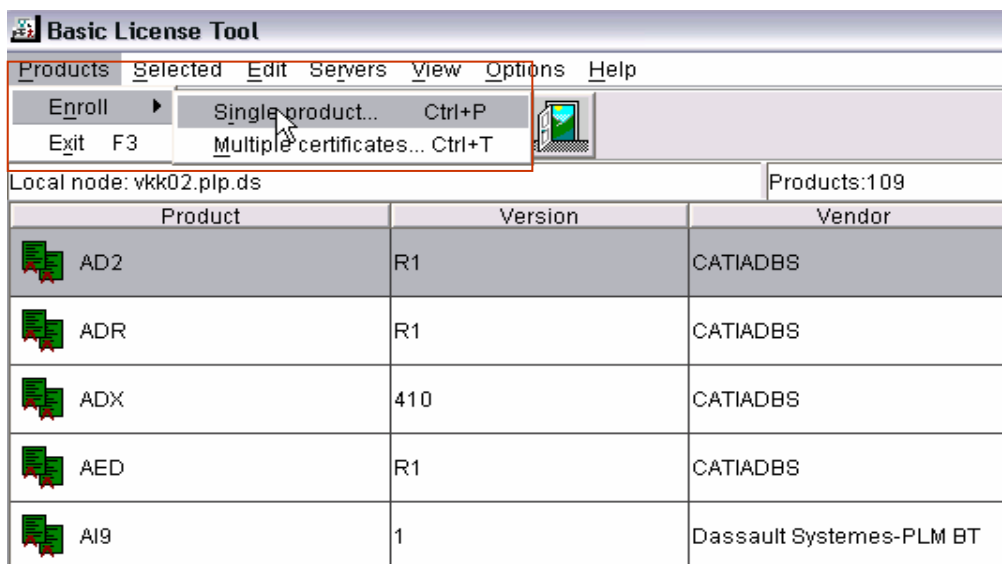 Basic License Tool
Products Selected Edit Servers View Options Help
Enroll Single product... Ctrl+P
Exit F3 Multiple certificates... Ctrl+T
Local node: vkk02.plp.ds Products:109
Product Version Vendor
AD2 R1 CATIADBS
ADR R1 CATIADBS
ADX 410 CATIADBS
AED R1 CATIADBS
AI9 1 Dassault Systemes-PLM BT